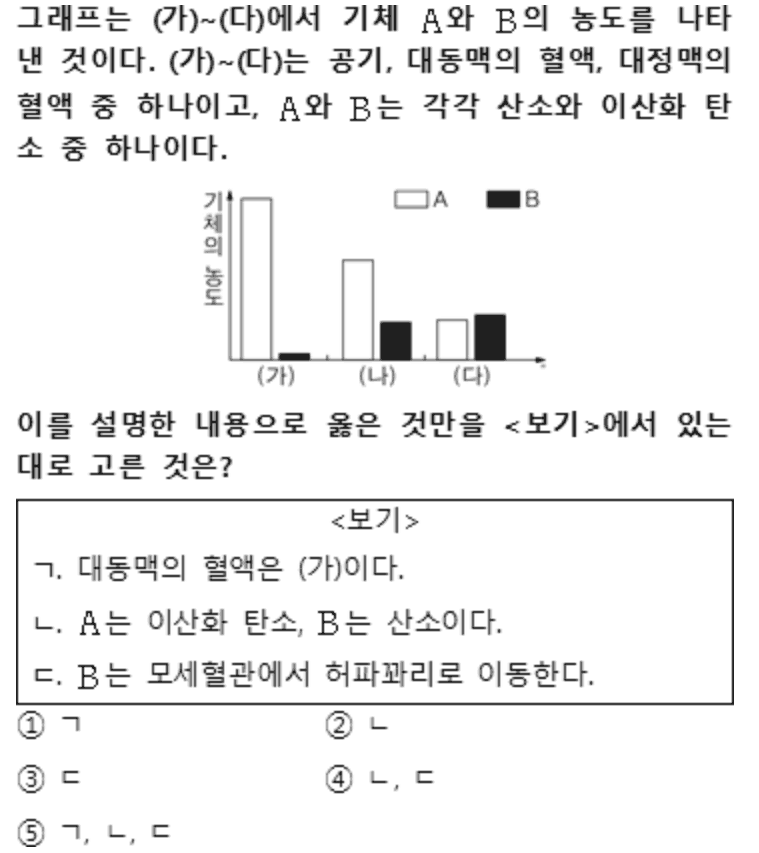 그래프는 (가)~(다)에서 기체 A와 B의 농도를 나타
낸 것이다. (가)~(다)는 공기, 대동맥의 혈액, 대정맥의
혈액 중 하나이고, A와 B는 각각 산소와 이산화 탄
소 중 하나이다.
기체의 농도
A B
(가) (나) (다)
이를 설명한 내용으로 옳은 것만을 <보기>에서 있는
대로 고른 것은?
<보기>
ㄱ. 대동맥의 혈액은 (가)이다.
ㄴ. A는 이산화 탄소, B는 산소이다.
ㄷ. B는 모세혈관에서 허파꽈리로 이동한다.
① ㄱ ② ㄴ
③ ㄷ ④ ㄴ, ㄷ
⑤ ㄱ, ㄴ, ㄷ